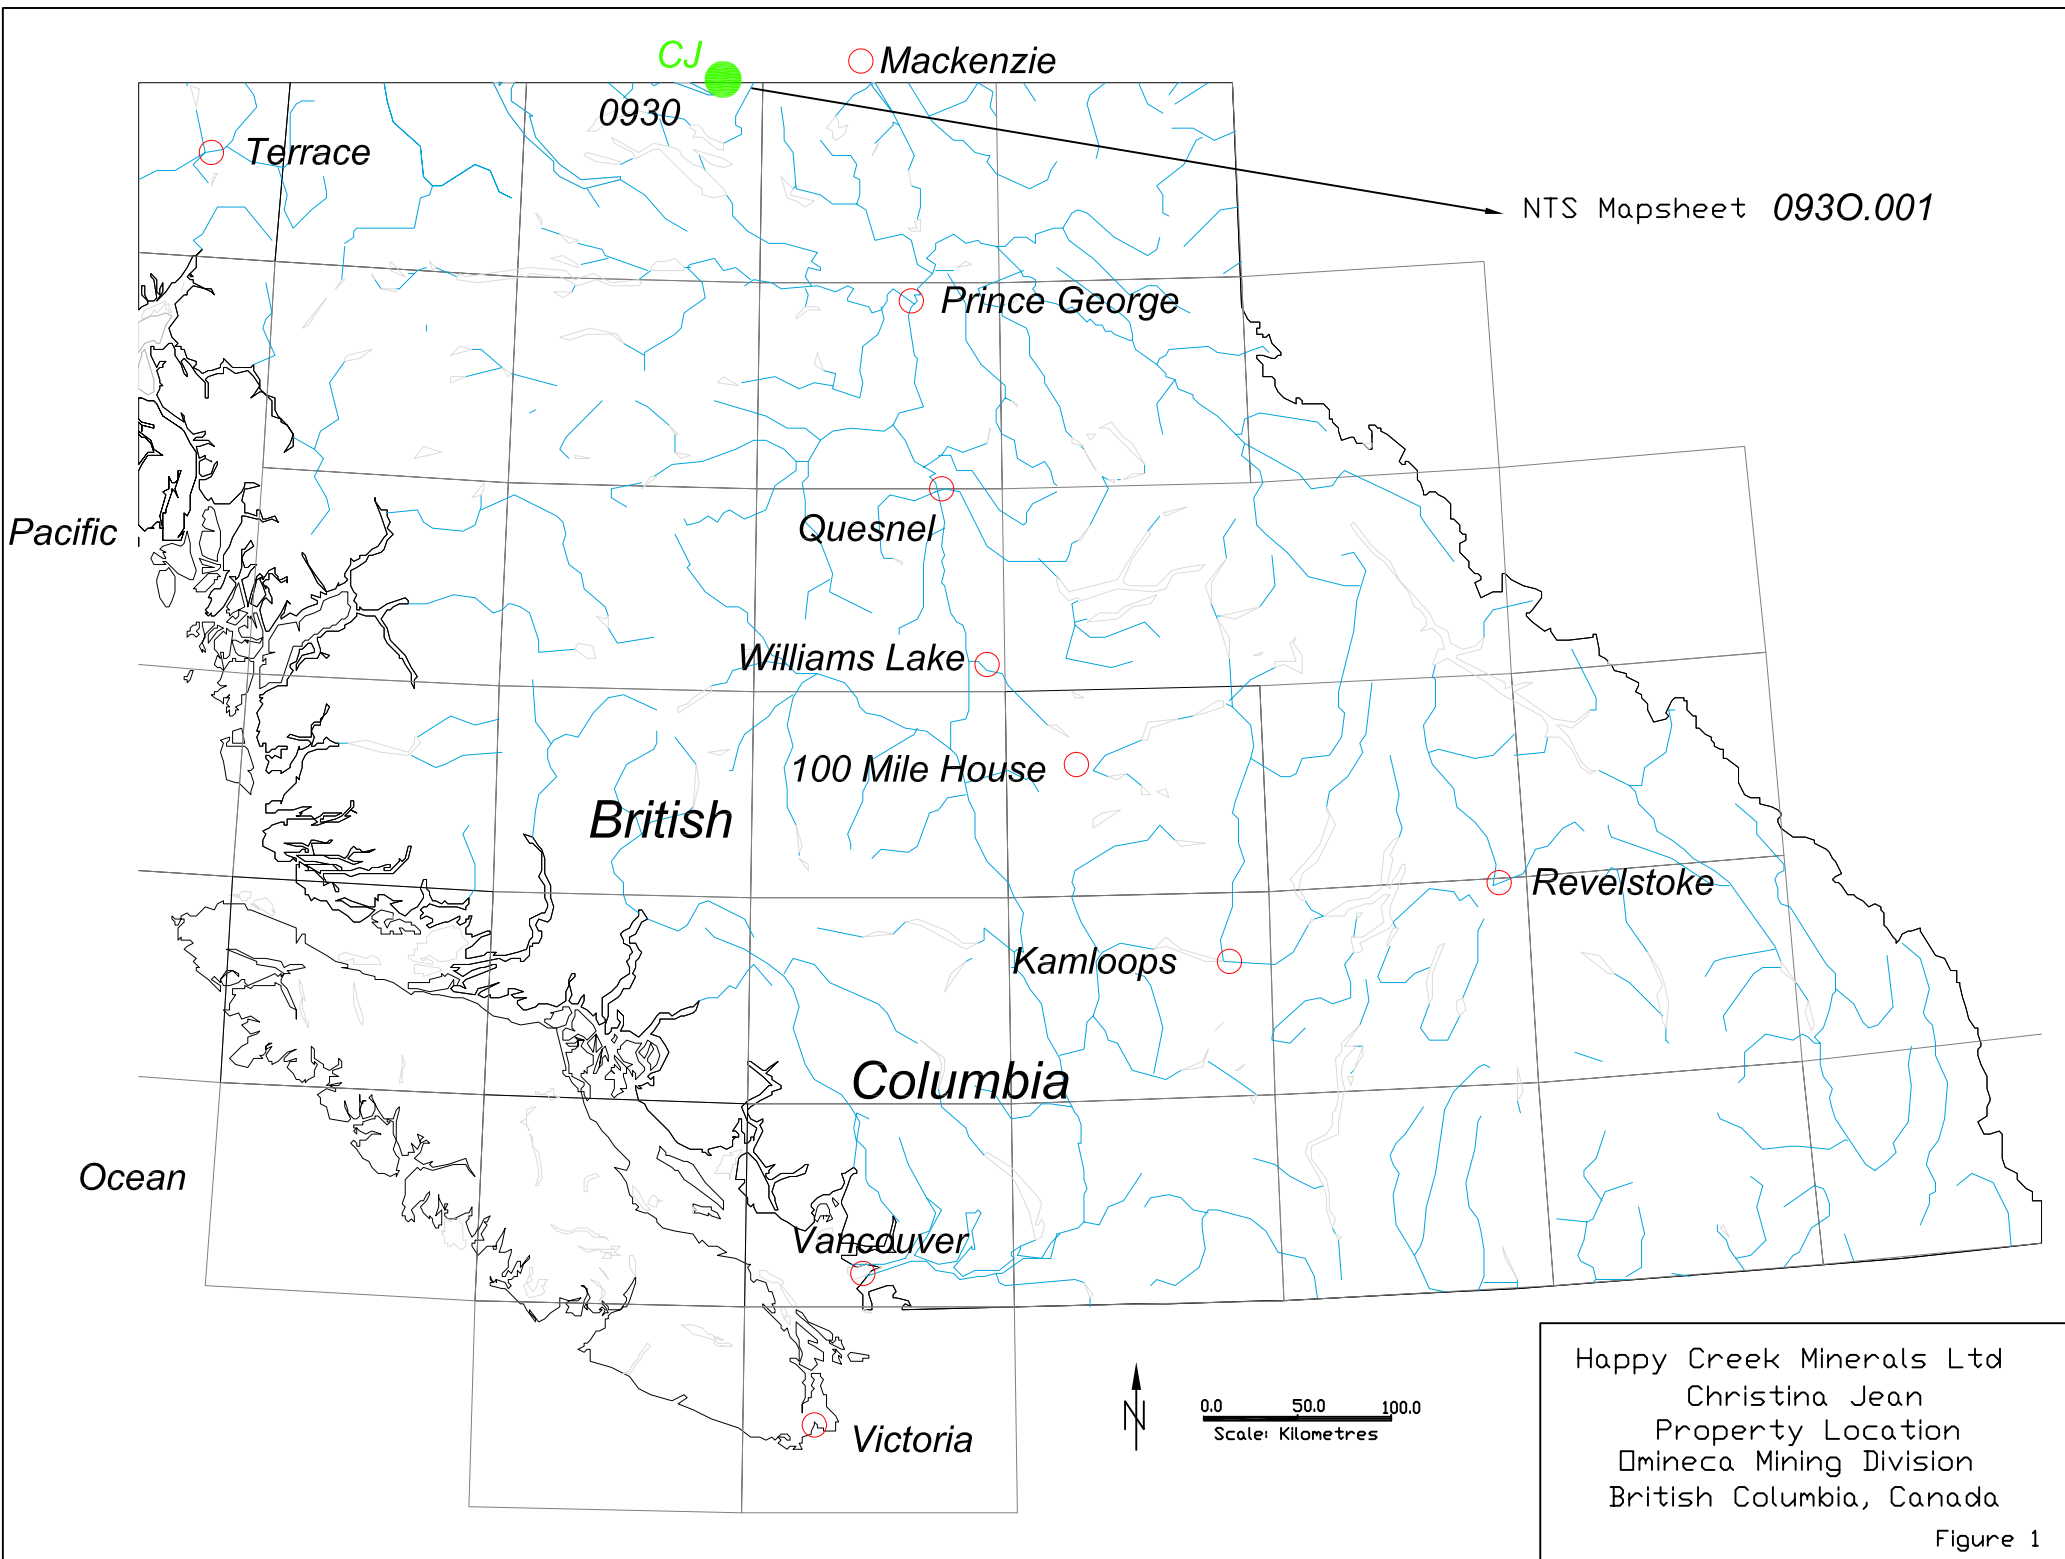 CJ
Mackenzie
0930
Terrace
NTS Mapsheet 093O.001
Prince George
Pacific
Quesnel
Williams Lake
100 Mile House
British
Revelstoke
Kamloops
Columbia
Ocean
Vancouver
Victoria
N
0.0 50.0 100.0
Scale: Kilometres
Happy Creek Minerals Ltd
Christina Jean
Property Location
Omineca Mining Division
British Columbia, Canada
Figure 1